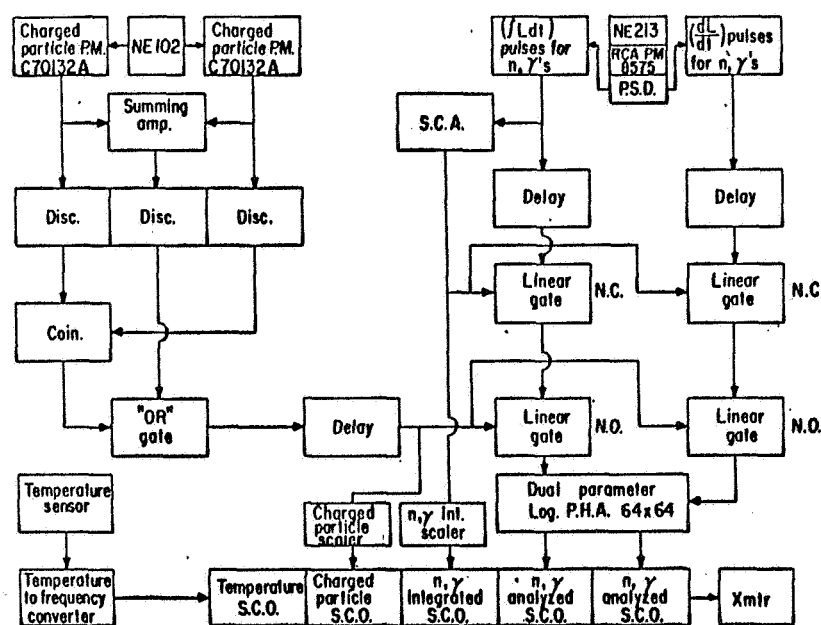 Charged
particle P.M.
C70132A
NE102
Charged
particle P.M.
C70132A
(∫Ldt)
pulses for
n, γ's
NE213
RCA PM
8575
P.S.D.
(dL/dt) pulses
for n, γ's
Summing
amp.
S.C.A.
Disc.
Disc.
Disc.
Delay
Delay
Linear
gate
N.C.
Linear
gate
N.C
Coin.
"OR"
gate
Delay
Linear
gate
N.O.
Linear
gate
N.O.
Temperature
sensor
Charged
particle
scaler
n,γ Int.
scaler
Dual parameter
Log. P.H.A. 64x64
Temperature
to frequency
converter
Temperature
S.C.O.
Charged
particle
S.C.O.
n, γ
Integrated
S.C.O.
n, γ
analyzed
S.C.O.
n, γ
analyzed
S.C.O.
Xmtr